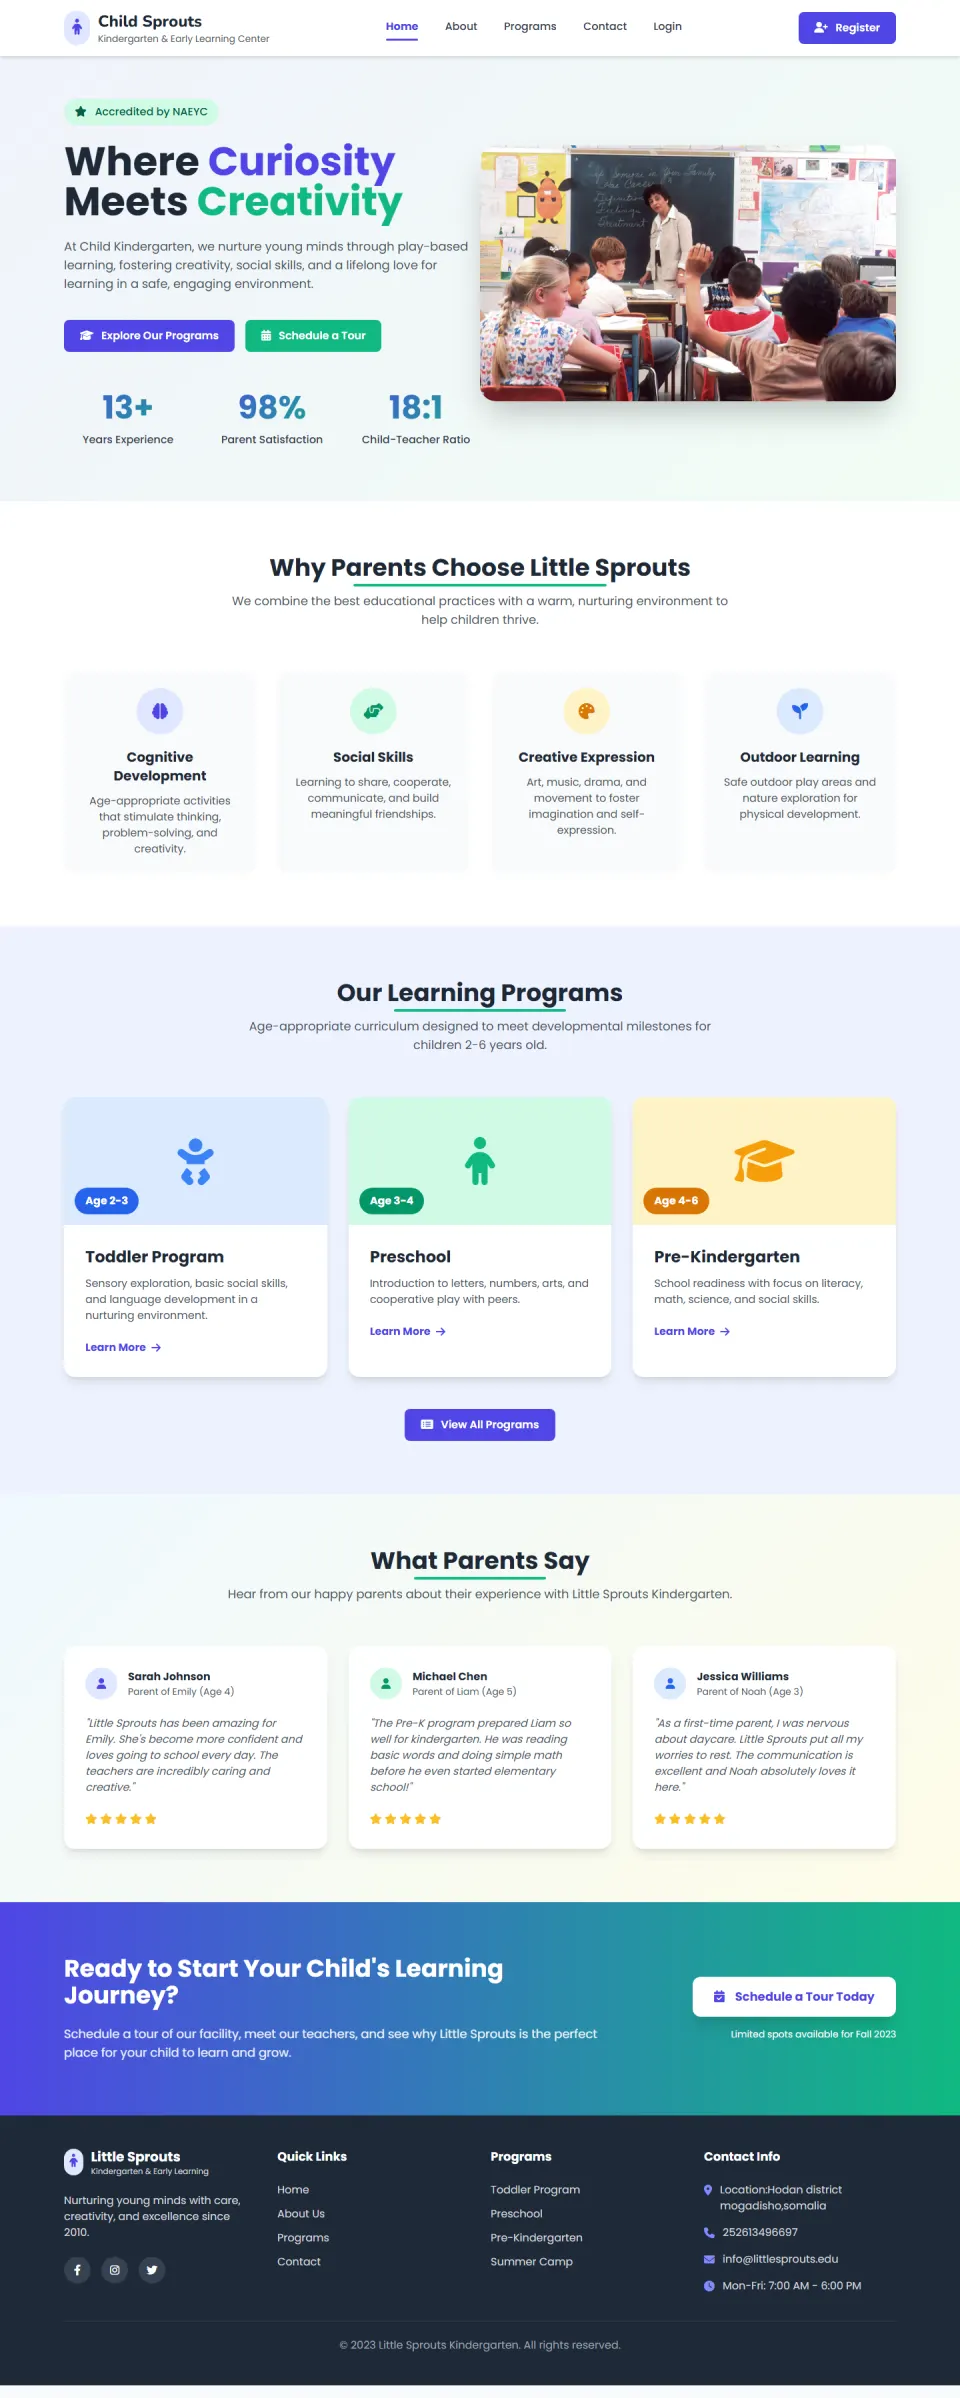 Child Sprouts
Kindergarten & Early Learning Center
Home
About
Programs
Contact
Login
Register
Accredited by NAEYC
Where Curiosity
Meets Creativity
At Child Kindergarten, we nurture young minds through play-based
learning, fostering creativity, social skills, and a lifelong love for
learning in a safe, engaging environment.
Explore Our Programs
Schedule a Tour
13+
Years Experience
98%
Parent Satisfaction
18:1
Child-Teacher Ratio
Why Parents Choose Little Sprouts
We combine the best educational practices with a warm, nurturing environment to
help children thrive.
Cognitive
Development
Age-appropriate activities
that stimulate thinking,
problem-solving, and
creativity.
Social Skills
Learning to share, cooperate,
communicate, and build
meaningful friendships.
Creative Expression
Art, music, drama, and
movement to foster
imagination and self-
expression.
Outdoor Learning
Safe outdoor play areas and
nature exploration for
physical development.
Our Learning Programs
Age-appropriate curriculum designed to meet developmental milestones for
children 2-6 years old.
Age 2-3
Toddler Program
Sensory exploration, basic social skills,
and language development in a
nurturing environment.
Learn More
Age 3-4
Preschool
Introduction to letters, numbers, arts, and
cooperative play with peers.
Learn More
Age 4-6
Pre-Kindergarten
School readiness with focus on literacy,
math, science, and social skills.
Learn More
View All Programs
What Parents Say
Hear from our happy parents about their experience with Little Sprouts Kindergarten.
Sarah Johnson
Parent of Emily (Age 4)
"Little Sprouts has been amazing for
Emily. She's become more confident and
loves going to school every day. The
teachers are incredibly caring and
creative."
Michael Chen
Parent of Liam (Age 5)
"The Pre-K program prepared Liam so
well for kindergarten. He was reading
basic words and doing simple math
before he even started elementary
school!"
Jessica Williams
Parent of Noah (Age 3)
"As a first-time parent, I was nervous
about daycare. Little Sprouts put all my
worries to rest. The communication is
excellent and Noah absolutely loves it
here."
Ready to Start Your Child's Learning
Journey?
Schedule a tour of our facility, meet our teachers, and see why Little Sprouts is the perfect
place for your child to learn and grow.
Schedule a Tour Today
Limited spots available for Fall 2023
Little Sprouts
Kindergarten & Early Learning
Nurturing young minds with care,
creativity, and excellence since
2010.
Quick Links
Home
About Us
Programs
Contact
Programs
Toddler Program
Preschool
Pre-Kindergarten
Summer Camp
Contact Info
Location:Hodan district
mogadisho,somalia
252613496697
info@littlesprouts.edu
Mon-Fri: 7:00 AM - 6:00 PM
© 2023 Little Sprouts Kindergarten. All rights reserved.